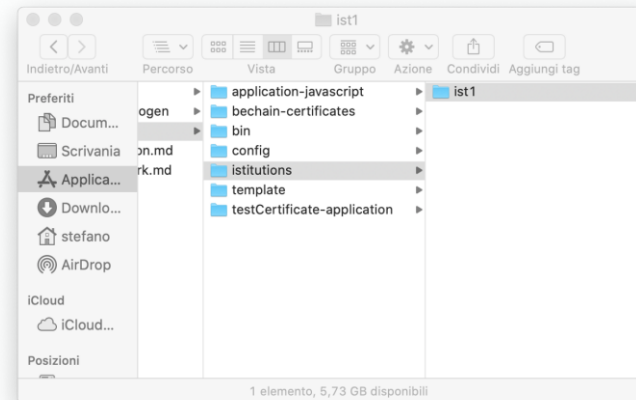 ist1
Indietro/Avanti
Percorso
Vista
Gruppo
Azione
Condividi
Aggiungi tag
Preferiti
Docum...
Scrivania
Applica...
Downlo...
stefano
AirDrop
iCloud
iCloud...
Posizioni
ogen
on.md
rk.md
application-javascript
bechain-certificates
bin
config
istitutions
template
testCertificate-application
ist1
1 elemento, 5,73 GB disponibili